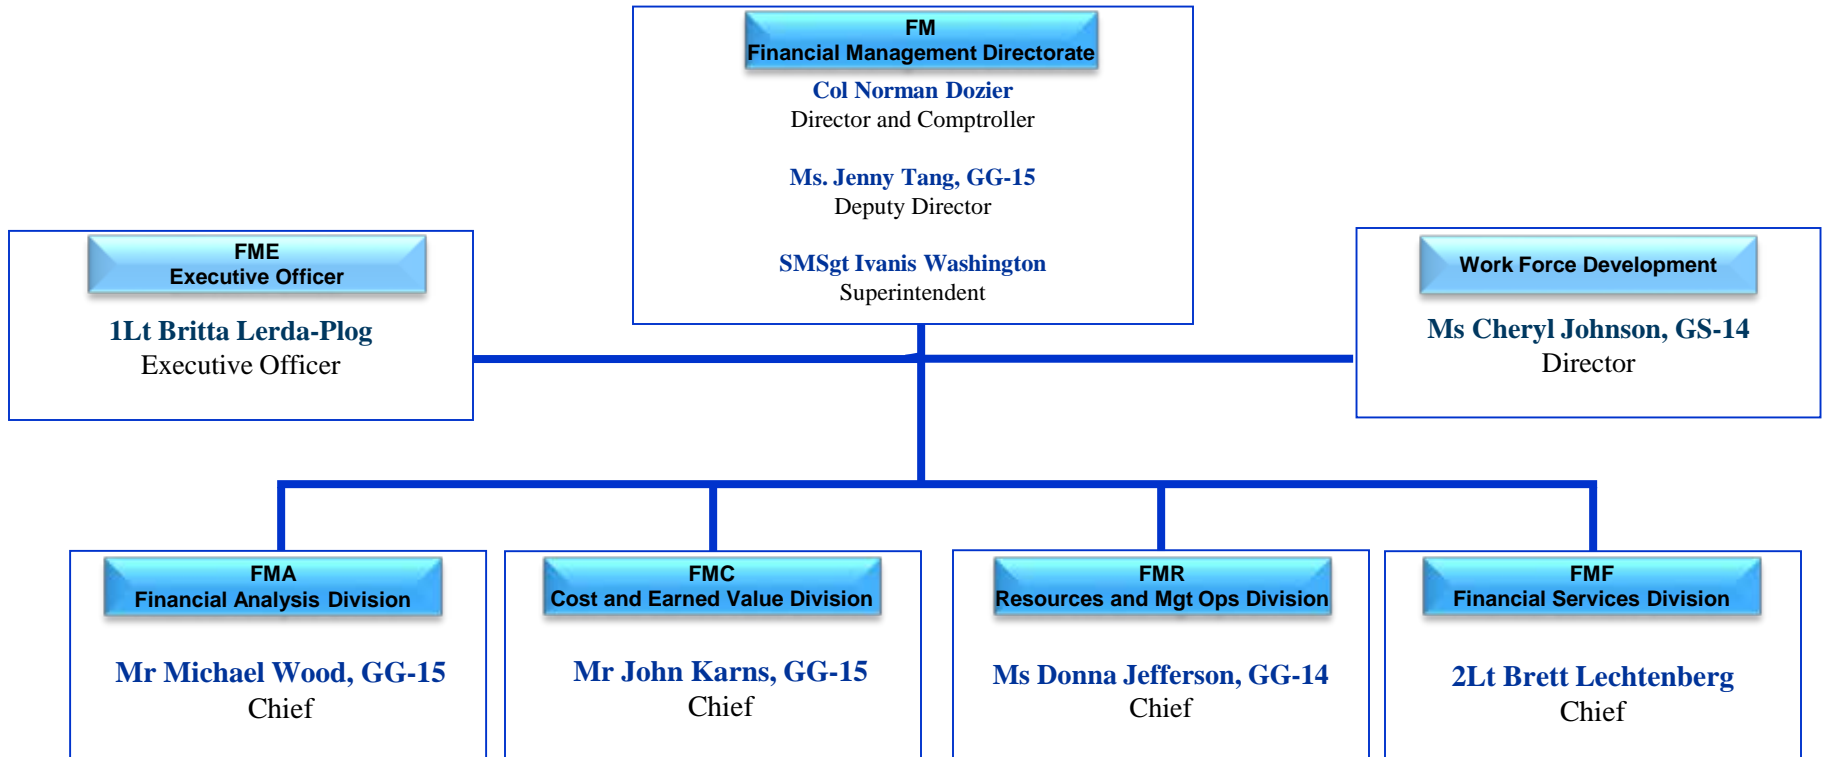 FM
Financial Management Directorate
Col Norman Dozier
Director and Comptroller
Ms. Jenny Tang, GG-15
Deputy Director
SMSgt Ivanis Washington
Superintendent
FME
Executive Officer
1Lt Britta Lerda-Plog
Executive Officer
Work Force Development
Ms Cheryl Johnson, GS-14
Director
FMA
Financial Analysis Division
Mr Michael Wood, GG-15
Chief
FMC
Cost and Earned Value Division
Mr John Karns, GG-15
Chief
FMR
Resources and Mgt Ops Division
Ms Donna Jefferson, GG-14
Chief
FMF
Financial Services Division
2Lt Brett Lechtenberg
Chief